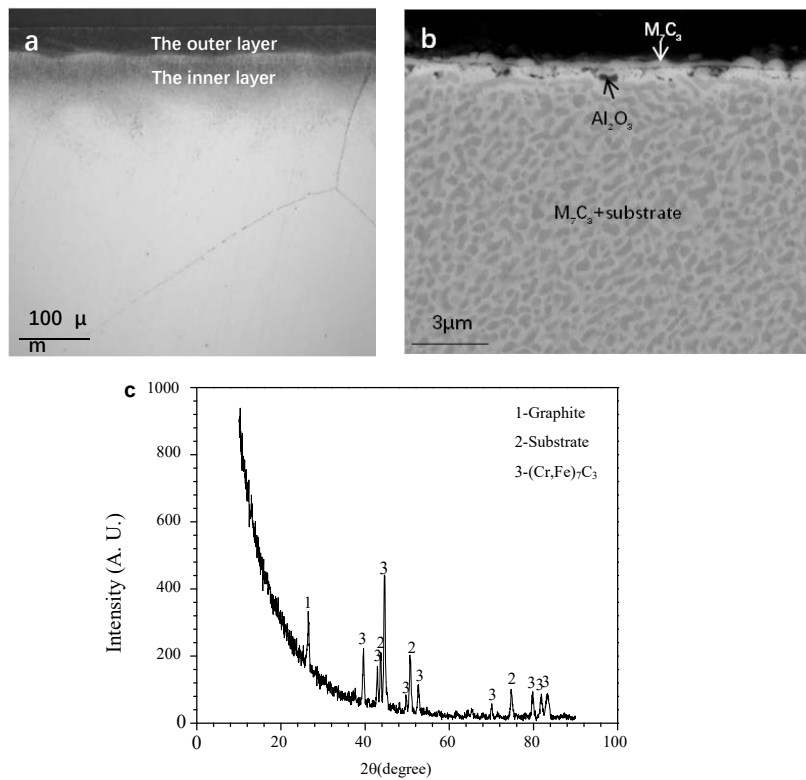 a
The outer layer
The inner layer
100 μ
m
b
M₇C₃
Al₂O₃
M₇C₃+substrate
3μm
c
1000
800
600
400
200
0
Intensity (A. U.)
1-Graphite
2-Substrate
3-(Cr,Fe)₇C₃
1
3
3
2
3
3
2
3
3
2
3
3
3
0
20
40
60
80
100
2θ(degree)